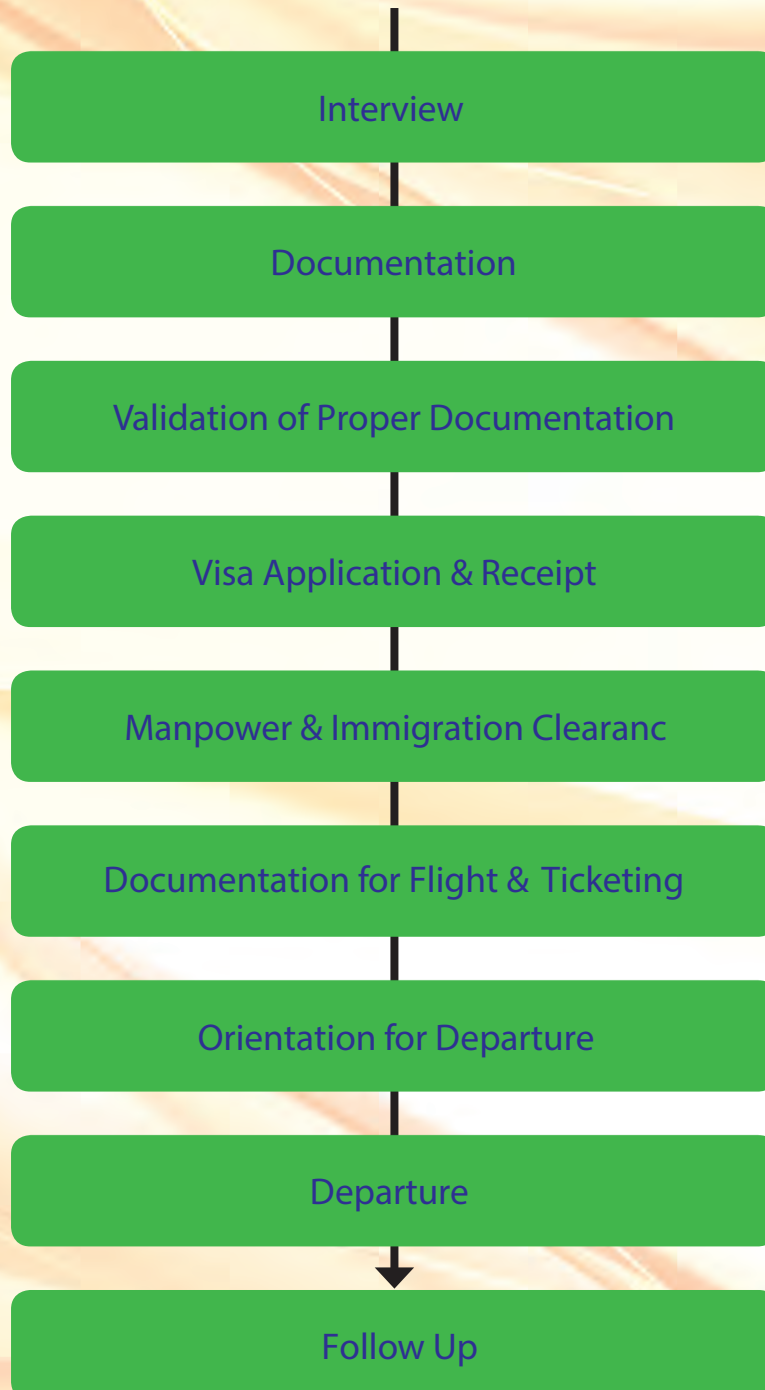 Interview
Documentation
Validation of Proper Documentation
Visa Application & Receipt
Manpower & Immigration Clearanc
Documentation for Flight & Ticketing
Orientation for Departure
Departure
Follow Up